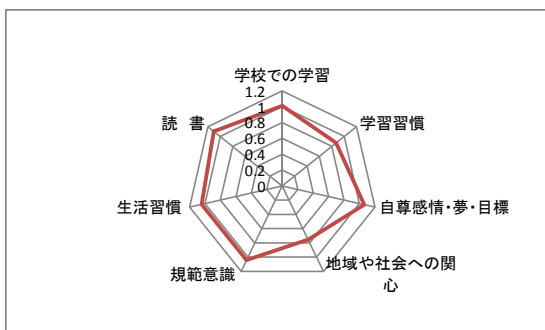 学校での学習
学習習慣
自尊感情・夢・目標
地域や社会への関
心
規範意識
生活習慣
読 書
1.2
1
0.8
0.6
0.4
0.2
0